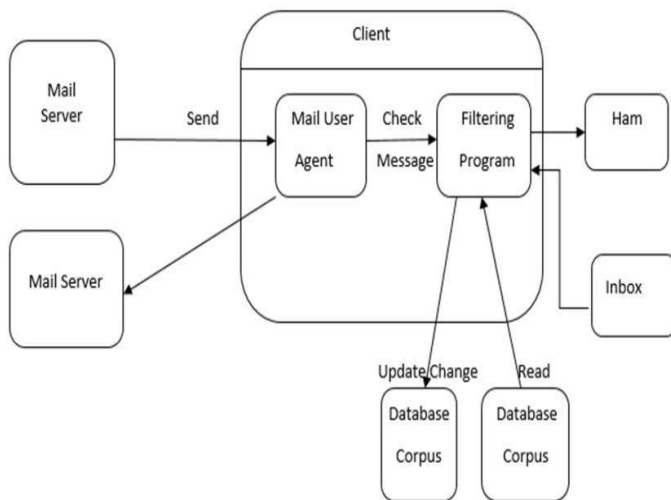 Client
Mail
Server
Send
Mail User
Agent
Check
Message
Filtering
Program
Ham
Mail Server
Inbox
Update Change
Read
Database
Corpus
Database
Corpus